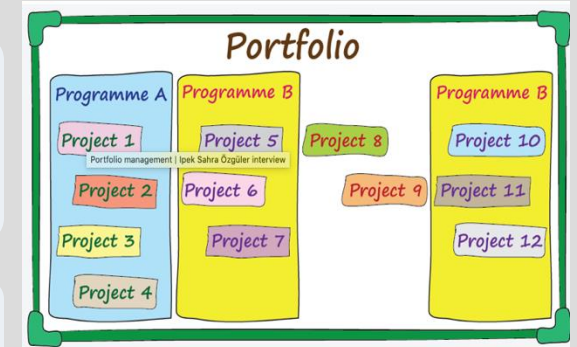 Portfolio
Programme A
Project 1
Project 2
Project 3
Project 4
Programme B
Project 5
Project 6
Project 7
Project 8
Project 9
Programme B
Project 10
Project 11
Project 12
Portfolio management | Ipek Sahra Özgüler interview